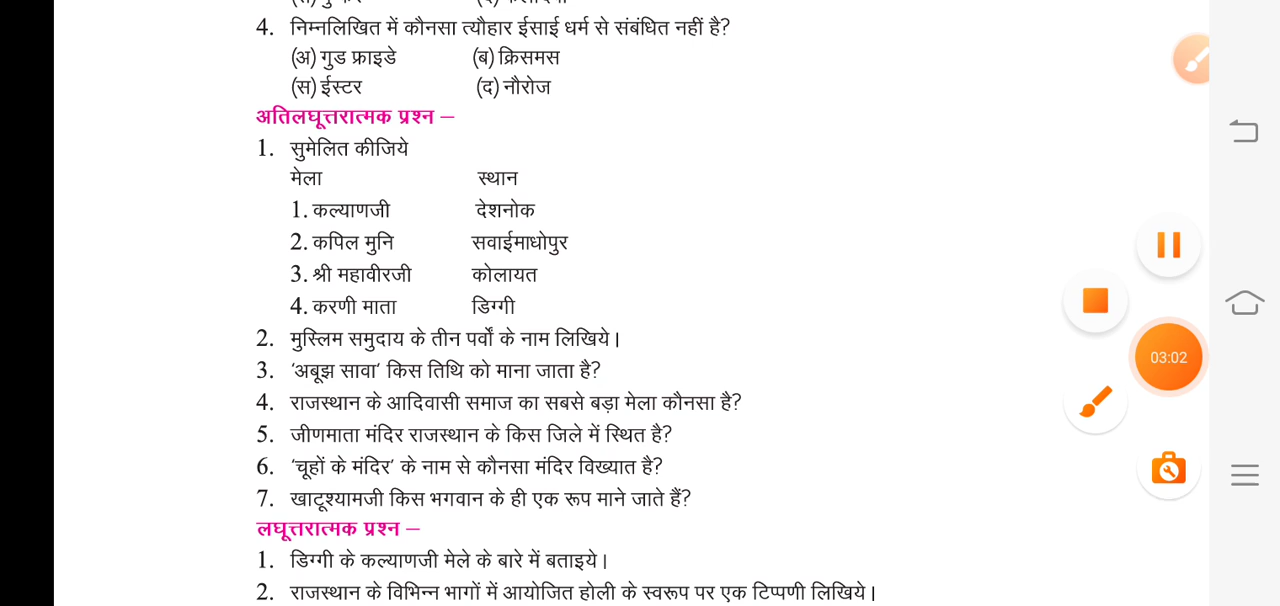 4. निम्नलिखित में कौनसा त्यौहार ईसाई धर्म से संबंधित नहीं है?
(अ) गुड फ्राइडे (ब) क्रिसमस
(स) ईस्टर (द) नौरोज
अतिलघूत्तरात्मक प्रश्न –
1. सुमेलित कीजिये
मेला स्थान
1. कल्याणजी देशनोक
2. कपिल मुनि सवाईमाधोपुर
3. श्री महावीरजी कोलायत
4. करणी माता डिग्गी
2. मुस्लिम समुदाय के तीन पर्वों के नाम लिखिये।
3. 'अबूझ सावा' किस तिथि को माना जाता है?
4. राजस्थान के आदिवासी समाज का सबसे बड़ा मेला कौनसा है?
5. जीणमाता मंदिर राजस्थान के किस जिले में स्थित है?
6. 'चूहों के मंदिर' के नाम से कौनसा मंदिर विख्यात है?
7. खाटूश्यामजी किस भगवान के ही एक रूप माने जाते हैं?
लघूत्तरात्मक प्रश्न –
1. डिग्गी के कल्याणजी मेले के बारे में बताइये।
2. राजस्थान के विभिन्न भागों में आयोजित होली के स्वरूप पर एक टिप्पणी लिखिये।
03:02